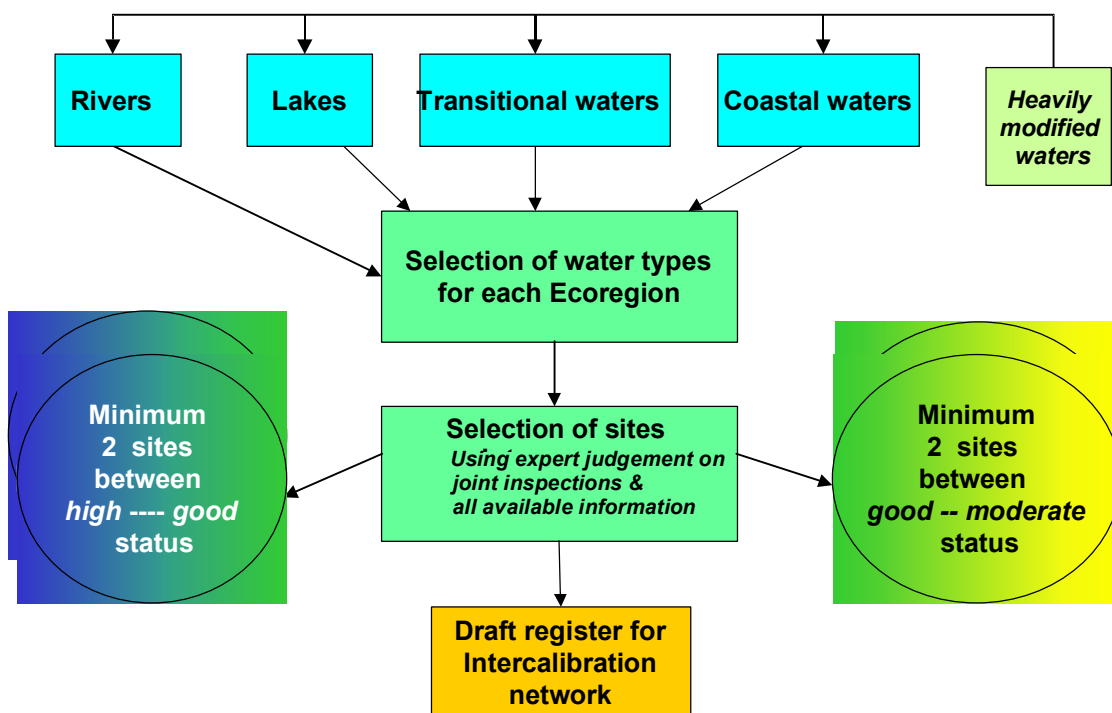 Rivers
Lakes
Transitional waters
Coastal waters
Heavily
modified
waters
Selection of water types
for each Ecoregion
Minimum
2 sites
between
high ---- good
status
Selection of sites
Using expert judgement on
joint inspections &
all available information
Minimum
2 sites
between
good -- moderate
status
Draft register for
Intercalibration
network